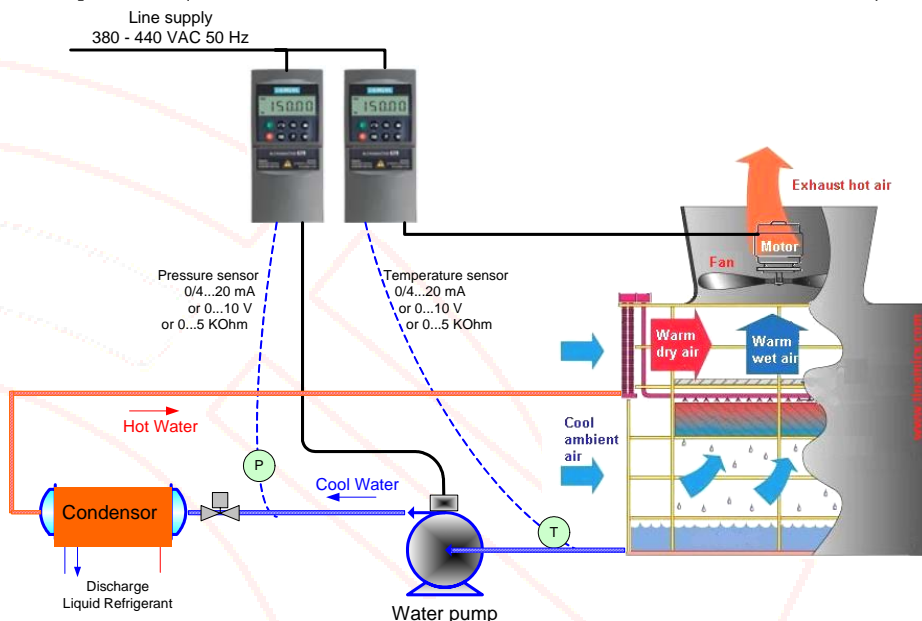 Line supply
380 - 440 VAC 50 Hz
SIEMENS
150.00
SIEMENS
150.00
Exhaust hot air
Motor
Fan
Pressure sensor
0/4...20 mA
or 0...10 V
or 0...5 KOhm
Temperature sensor
0/4...20 mA
or 0...10 V
or 0...5 KOhm
Warm
dry air
Warm
wet air
Hot Water
Cool
ambient
air
P
Cool Water
Condensor
T
Discharge
Liquid Refrigerant
Water pump